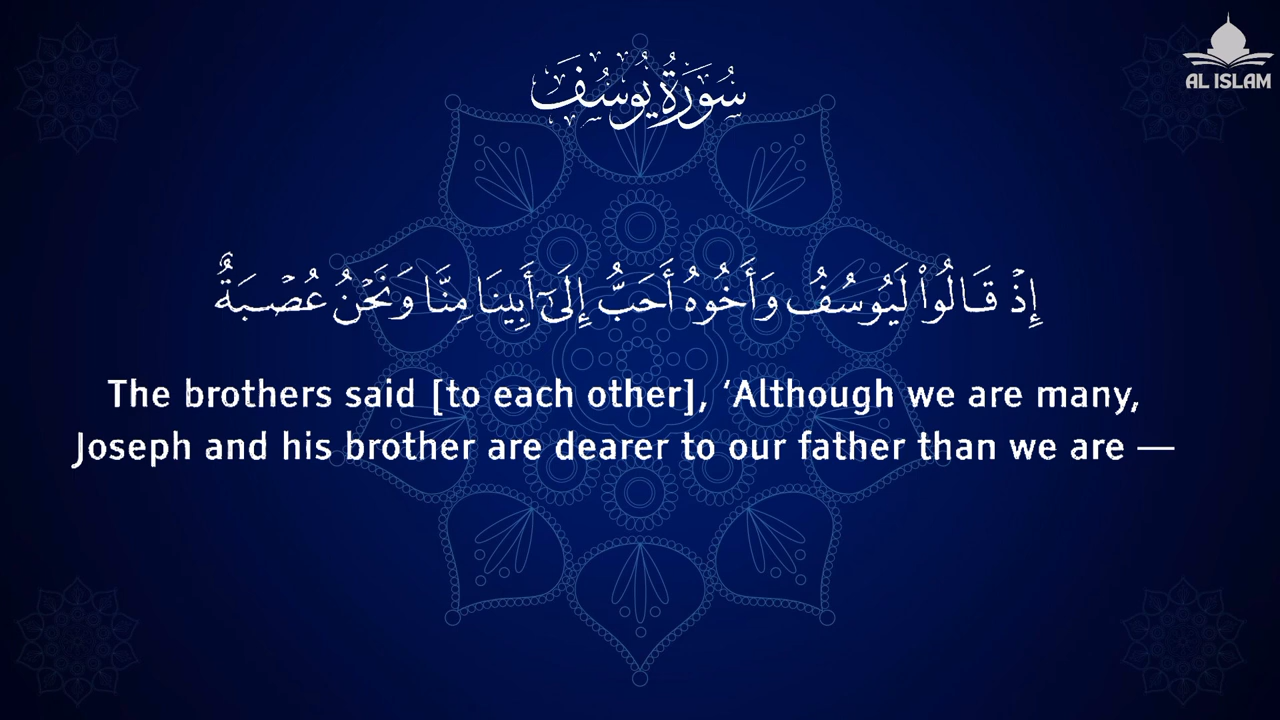 سُورَةُ يُوسُفَ
AL ISLAM
إِذْ قَالُوا۟ لَيُوسُفُ وَأَخُوهُ أَحَبُّ إِلَىٰٓ أَبِينَا مِنَّا وَنَحْنُ عُصْبَةٌ
The brothers said [to each other], ‘Although we are many,
Joseph and his brother are dearer to our father than we are —